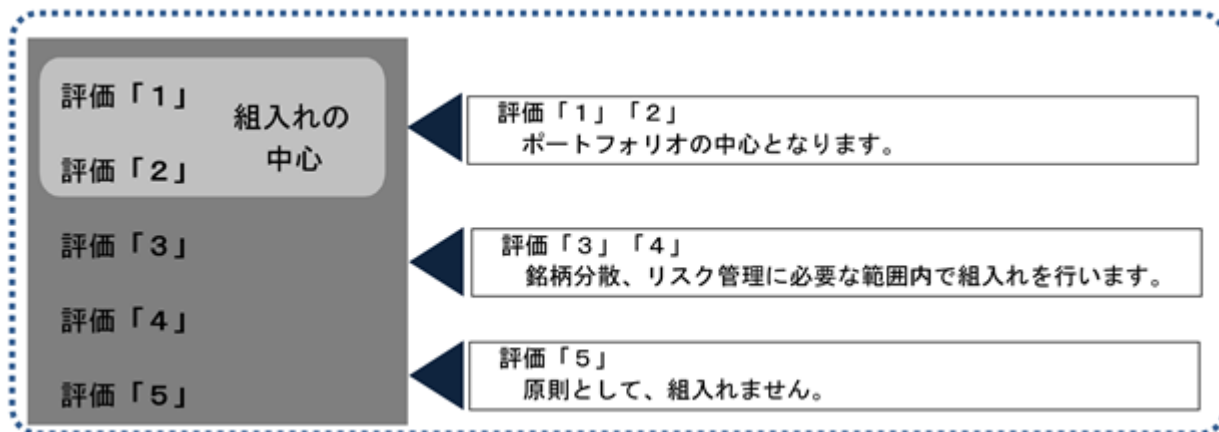 評価「１」
評価「２」
組入れの
中心
評価「３」
評価「４」
評価「５」
評価「１」「２」
ポートフォリオの中心となります。
評価「３」「４」
銘柄分散、リスク管理に必要な範囲内で組入れを行います。
評価「５」
原則として、組入れません。